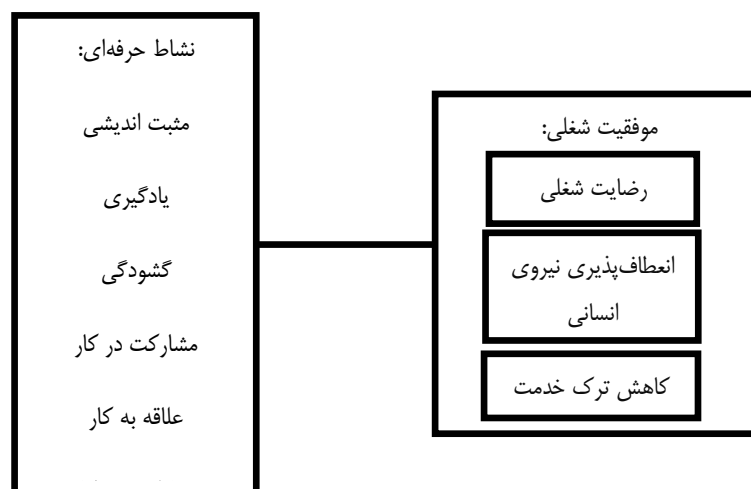 نشاط حرفه‌ای:
مثبت اندیشی
یادگیری
گشودگی
مشارکت در کار
علاقه به کار
موفقیت شغلی:
رضایت شغلی
انعطاف‌پذیری نیروی
انسانی
کاهش ترک خدمت